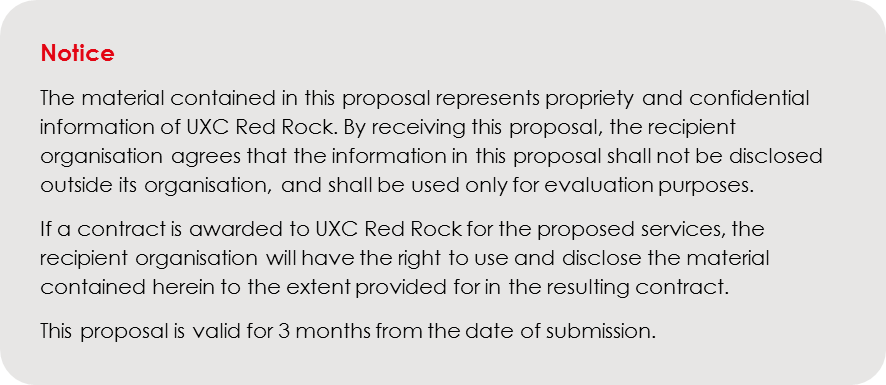 Notice
The material contained in this proposal represents propriety and confidential
information of UXC Red Rock. By receiving this proposal, the recipient
organisation agrees that the information in this proposal shall not be disclosed
outside its organisation, and shall be used only for evaluation purposes.
If a contract is awarded to UXC Red Rock for the proposed services, the
recipient organisation will have the right to use and disclose the material
contained herein to the extent provided for in the resulting contract.
This proposal is valid for 3 months from the date of submission.